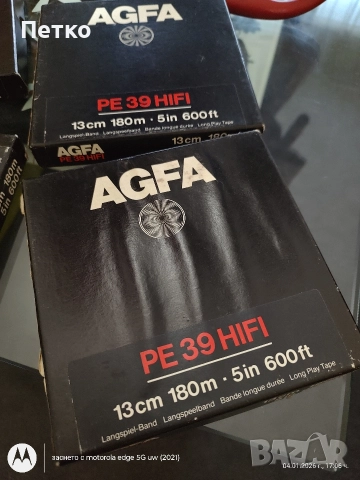 Петко
AGFA
PE 39 HIFI
13cm 180m · 5in 600ft
Langspiel-Band Langspeelband Bande longue durée Long Play Tape
AGFA
PE 39 HIFI
13cm 180m
180m
5in 600ft
AGFA
PE 39 HIFI
13cm 180m · 5in 600ft
Langspiel-Band Langspeelband Bande longue durée Long Play Tape
заснето с motorola edge 5G uw (2021)
BAZAR
04.01.2026 г., 17:05